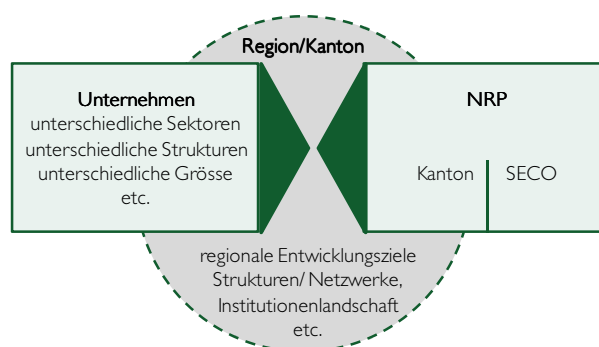 Region/Kanton
Unternehmen
unterschiedliche Sektoren
unterschiedliche Strukturen
unterschiedliche Grösse
etc.
NRP
Kanton SECO
regionale Entwicklungsziele
Strukturen/ Netzwerke,
Institutionenlandschaft
etc.